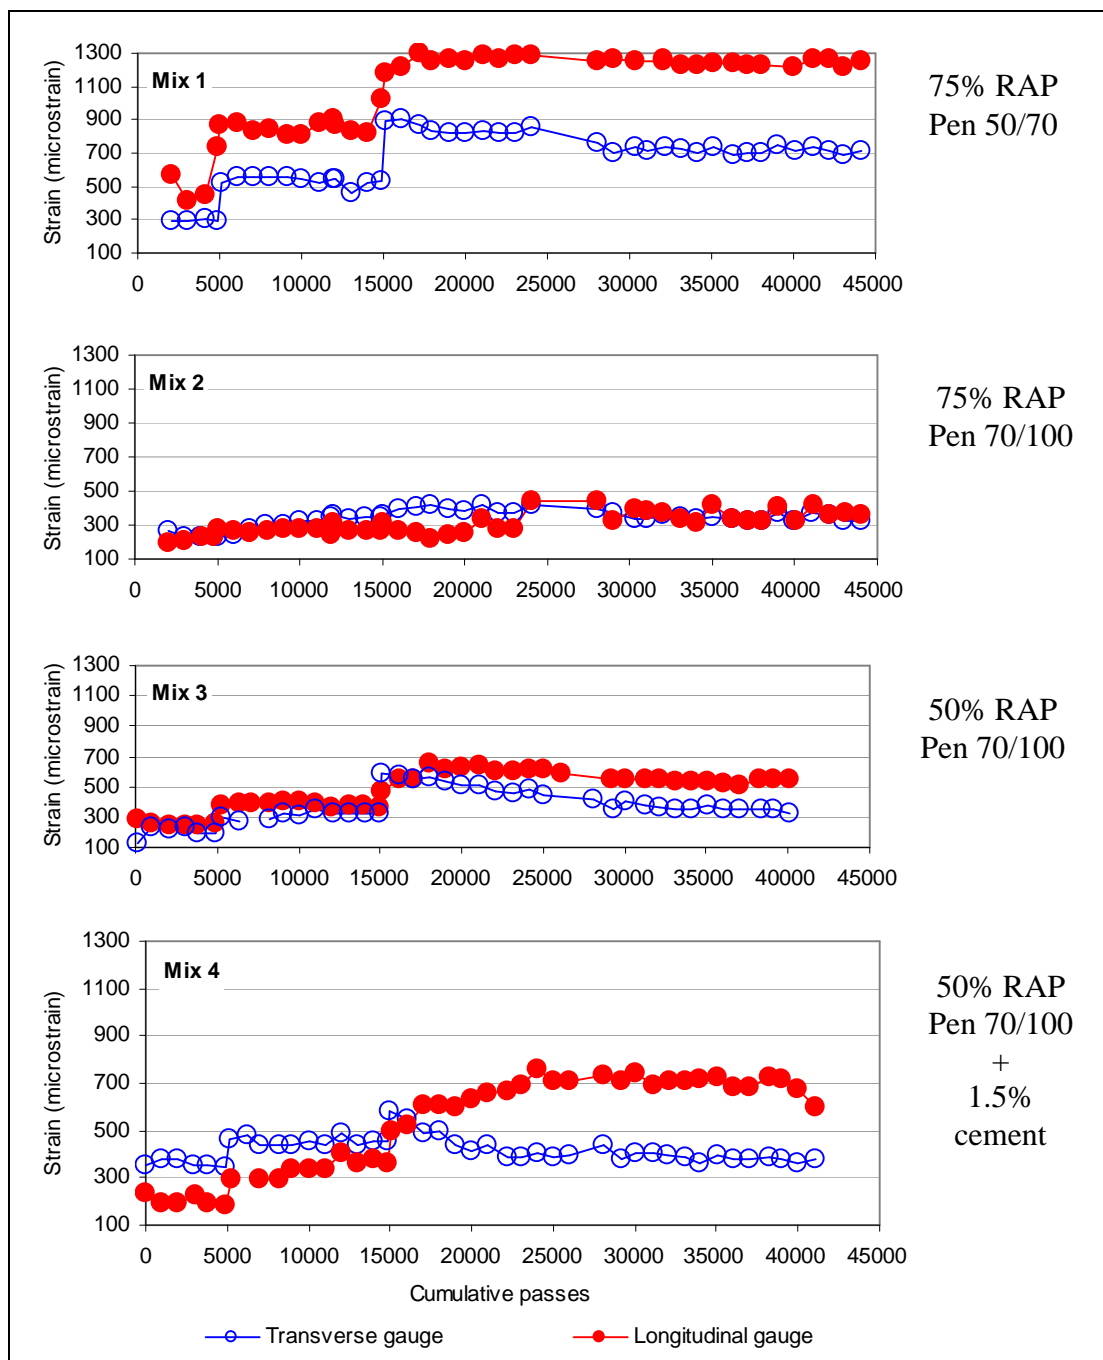 Mix 1
Strain (microstrain)
1300
1100
900
700
500
300
100
0 5000 10000 15000 20000 25000 30000 35000 40000 45000
75% RAP
Pen 50/70
Mix 2
Strain (microstrain)
1300
1100
900
700
500
300
100
0 5000 10000 15000 20000 25000 30000 35000 40000 45000
75% RAP
Pen 70/100
Mix 3
Strain (microstrain)
1300
1100
900
700
500
300
100
0 5000 10000 15000 20000 25000 30000 35000 40000 45000
50% RAP
Pen 70/100
Mix 4
Strain (microstrain)
1300
1100
900
700
500
300
100
0 5000 10000 15000 20000 25000 30000 35000 40000 45000
50% RAP
Pen 70/100
+
1.5%
cement
Cumulative passes
Transverse gauge Longitudinal gauge